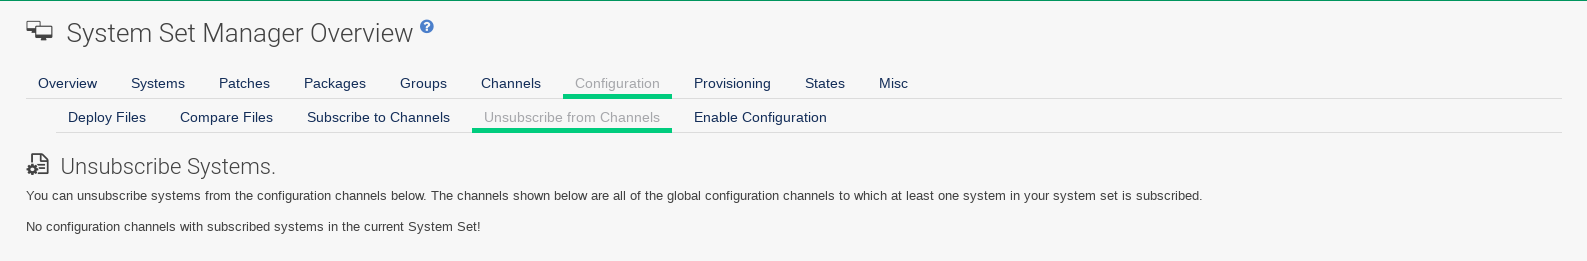 System Set Manager Overview ?
Overview Systems Patches Packages Groups Channels Configuration Provisioning States Misc
Deploy Files Compare Files Subscribe to Channels Unsubscribe from Channels Enable Configuration
Unsubscribe Systems.
You can unsubscribe systems from the configuration channels below. The channels shown below are all of the global configuration channels to which at least one system in your system set is subscribed.
No configuration channels with subscribed systems in the current System Set!